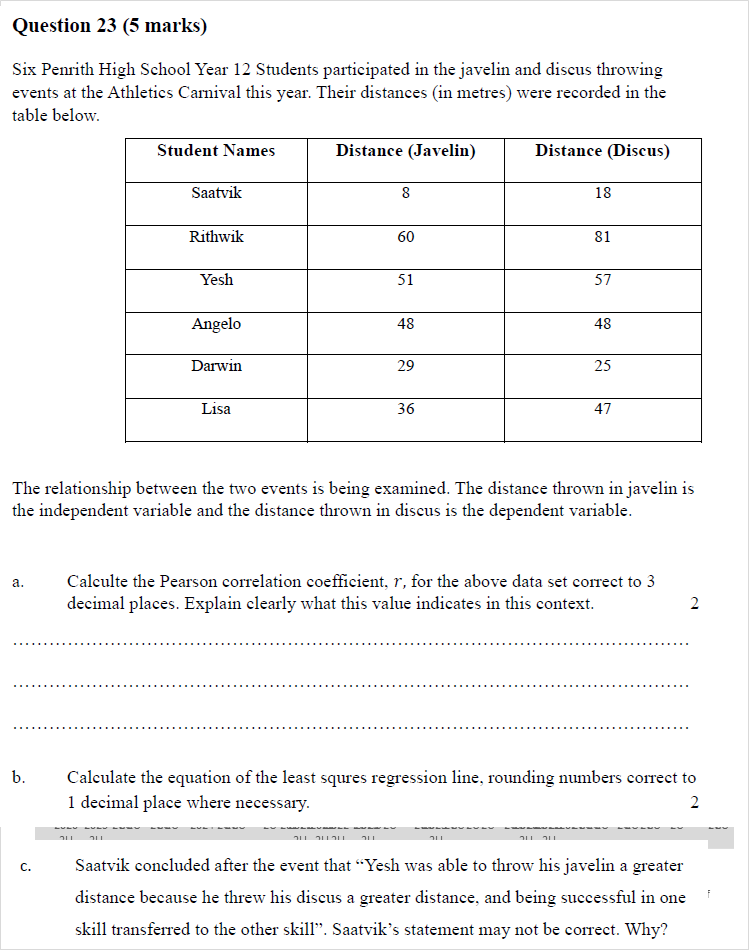 Question 23 (5 marks)
Six Penrith High School Year 12 Students participated in the javelin and discus throwing
events at the Athletics Carnival this year. Their distances (in metres) were recorded in the
table below.
Student Names Distance (Javelin) Distance (Discus)
Saatvik 8 18
Rithwik 60 81
Yesh 51 57
Angelo 48 48
Darwin 29 25
Lisa 36 47
The relationship between the two events is being examined. The distance thrown in javelin is
the independent variable and the distance thrown in discus is the dependent variable.
a. Calculte the Pearson correlation coefficient, r, for the above data set correct to 3
decimal places. Explain clearly what this value indicates in this context. 2
b. Calculate the equation of the least squres regression line, rounding numbers correct to
1 decimal place where necessary. 2
c. Saatvik concluded after the event that “Yesh was able to throw his javelin a greater
distance because he threw his discus a greater distance, and being successful in one
skill transferred to the other skill”. Saatvik’s statement may not be correct. Why?